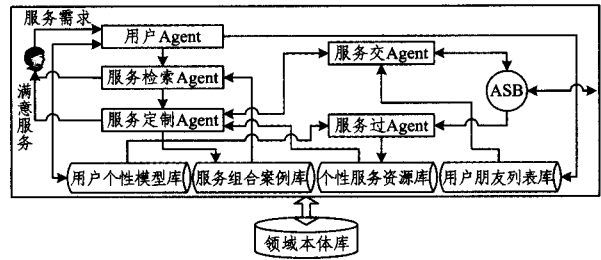 服务需求
用户Agent
服务检索Agent
服务定制Agent
满意服务
服务交Agent
ASB
服务过Agent
用户个性模型库
服务组合案例库
个性服务资源库
用户朋友列表库
领域本体库